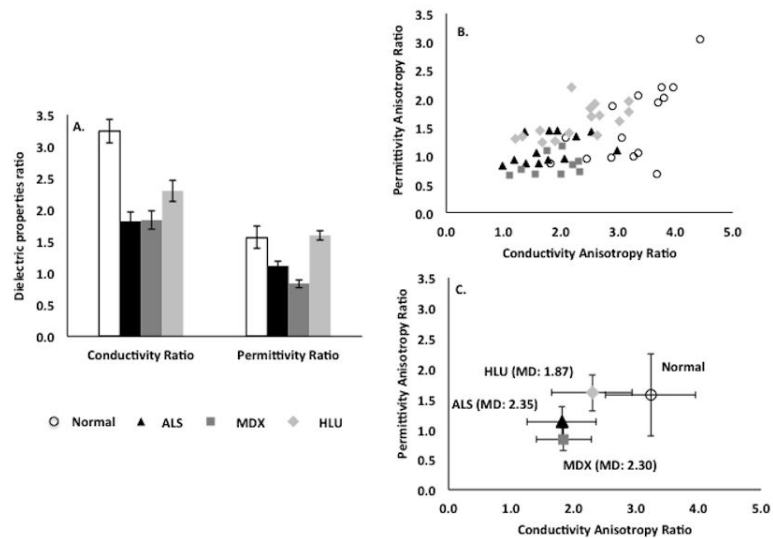 A.
Dielectric properties ratio
3.5
3.0
2.5
2.0
1.5
1.0
0.5
0.0
Conductivity Ratio Permittivity Ratio
Normal ALS MDX HLU
B.
Permittivity Anisotropy Ratio
3.5
3.0
2.5
2.0
1.5
1.0
0.5
0.0
0.0 1.0 2.0 3.0 4.0 5.0
Conductivity Anisotropy Ratio
C.
Permittivity Anisotropy Ratio
3.5
3.0
2.5
2.0
1.5
1.0
0.5
0.0
HLU (MD: 1.87)
Normal
ALS (MD: 2.35)
MDX (MD: 2.30)
0.0 1.0 2.0 3.0 4.0 5.0
Conductivity Anisotropy Ratio